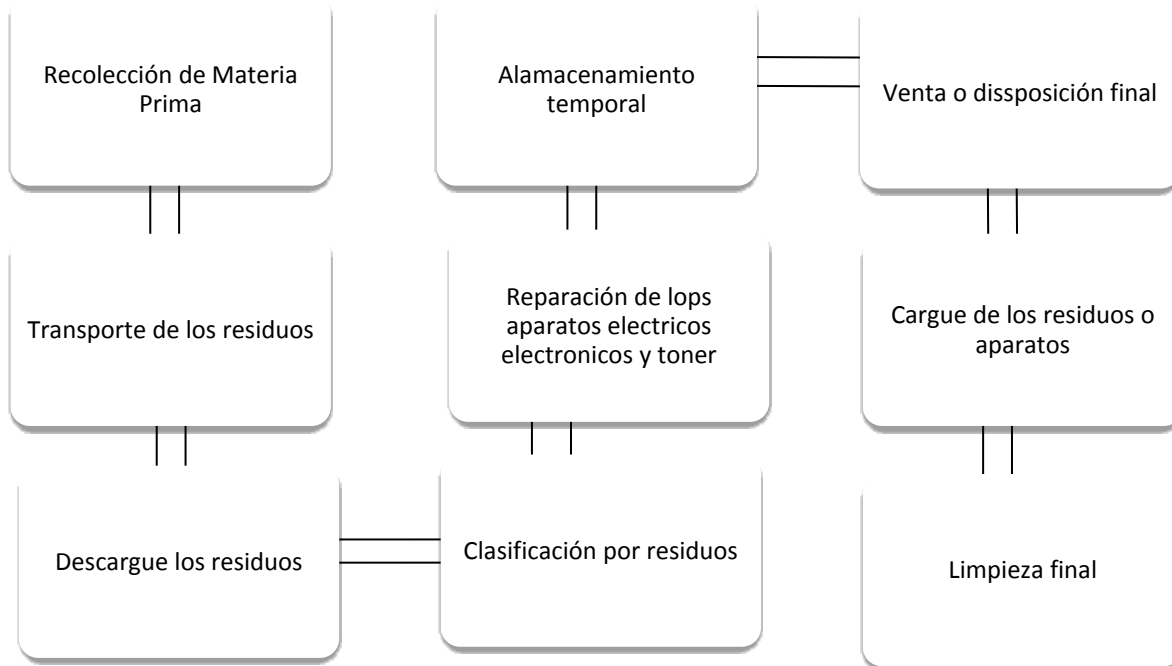 Recolección de Materia
Prima
Transporte de los residuos
Descargue los residuos
Clasificación por residuos
Reparación de lops
aparatos electricos
electronicos y toner
Alamacenamiento
temporal
Venta o dissposición final
Cargue de los residuos o
aparatos
Limpieza final